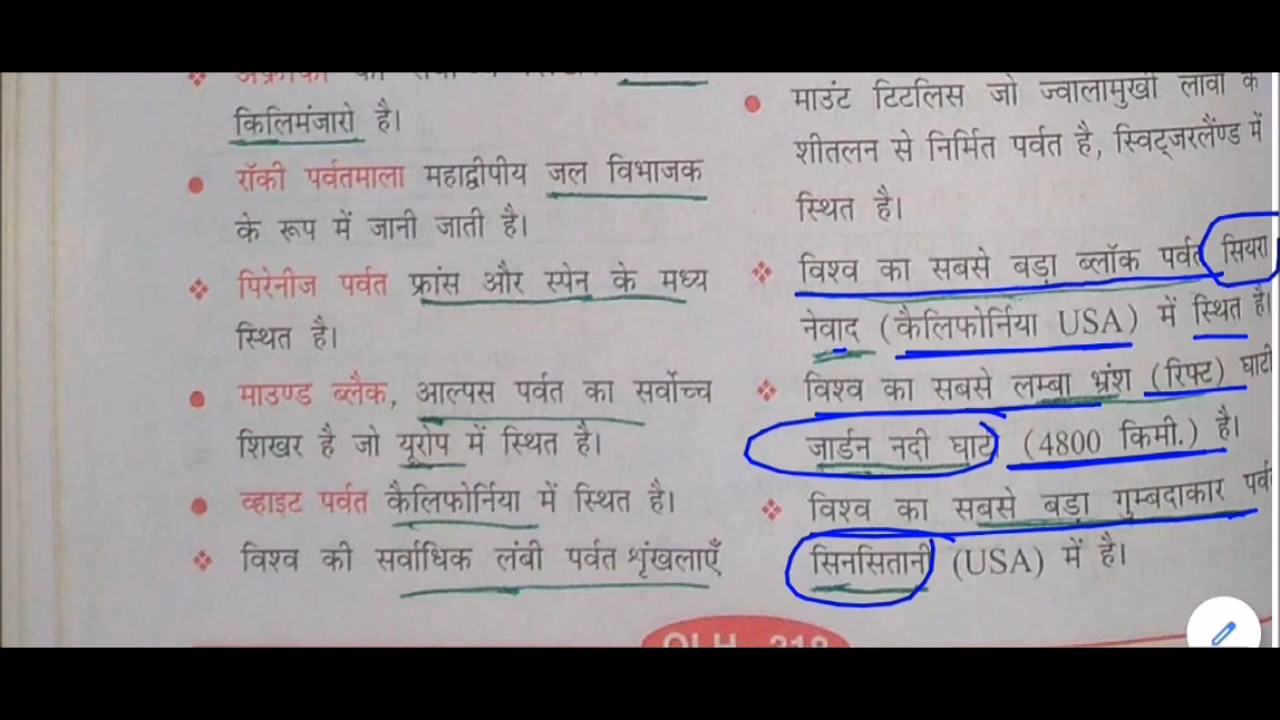 किलिमंजारो है।
रॉकी पर्वतमाला महाद्वीपीय जल विभाजक
के रूप में जानी जाती है।
पिरेनीज पर्वत फ्रांस और स्पेन के मध्य
स्थित है।
माउण्ड ब्लैक, आल्पस पर्वत का सर्वोच्च
शिखर है जो यूरोप में स्थित है।
व्हाइट पर्वत कैलिफोर्निया में स्थित है।
विश्व की सर्वाधिक लंबी पर्वत शृंखलाएँ
माउंट टिटलिस जो ज्वालामुखी लावा के
शीतलन से निर्मित पर्वत है, स्विट्जरलैण्ड में
स्थित है।
विश्व का सबसे बड़ा ब्लॉक पर्वत सियरा
नेवाद (कैलिफोर्निया USA) में स्थित है।
विश्व का सबसे लम्बा भ्रंश (रिफ्ट) घाटी
जार्डन नदी घाटी (4800 किमी.) है।
विश्व का सबसे बड़ा गुम्बदाकार पर्वत
सिनसितानी (USA) में है।